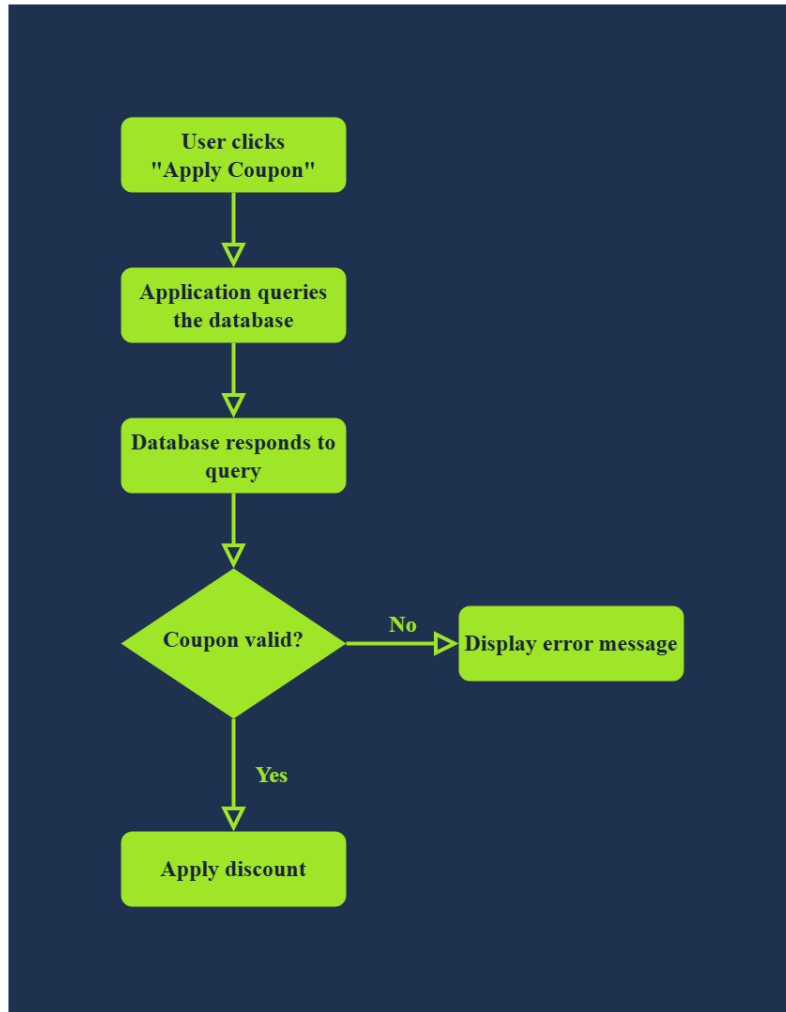 User clicks
"Apply Coupon"
Application queries
the database
Database responds to
query
Coupon valid?
No
Display error message
Yes
Apply discount